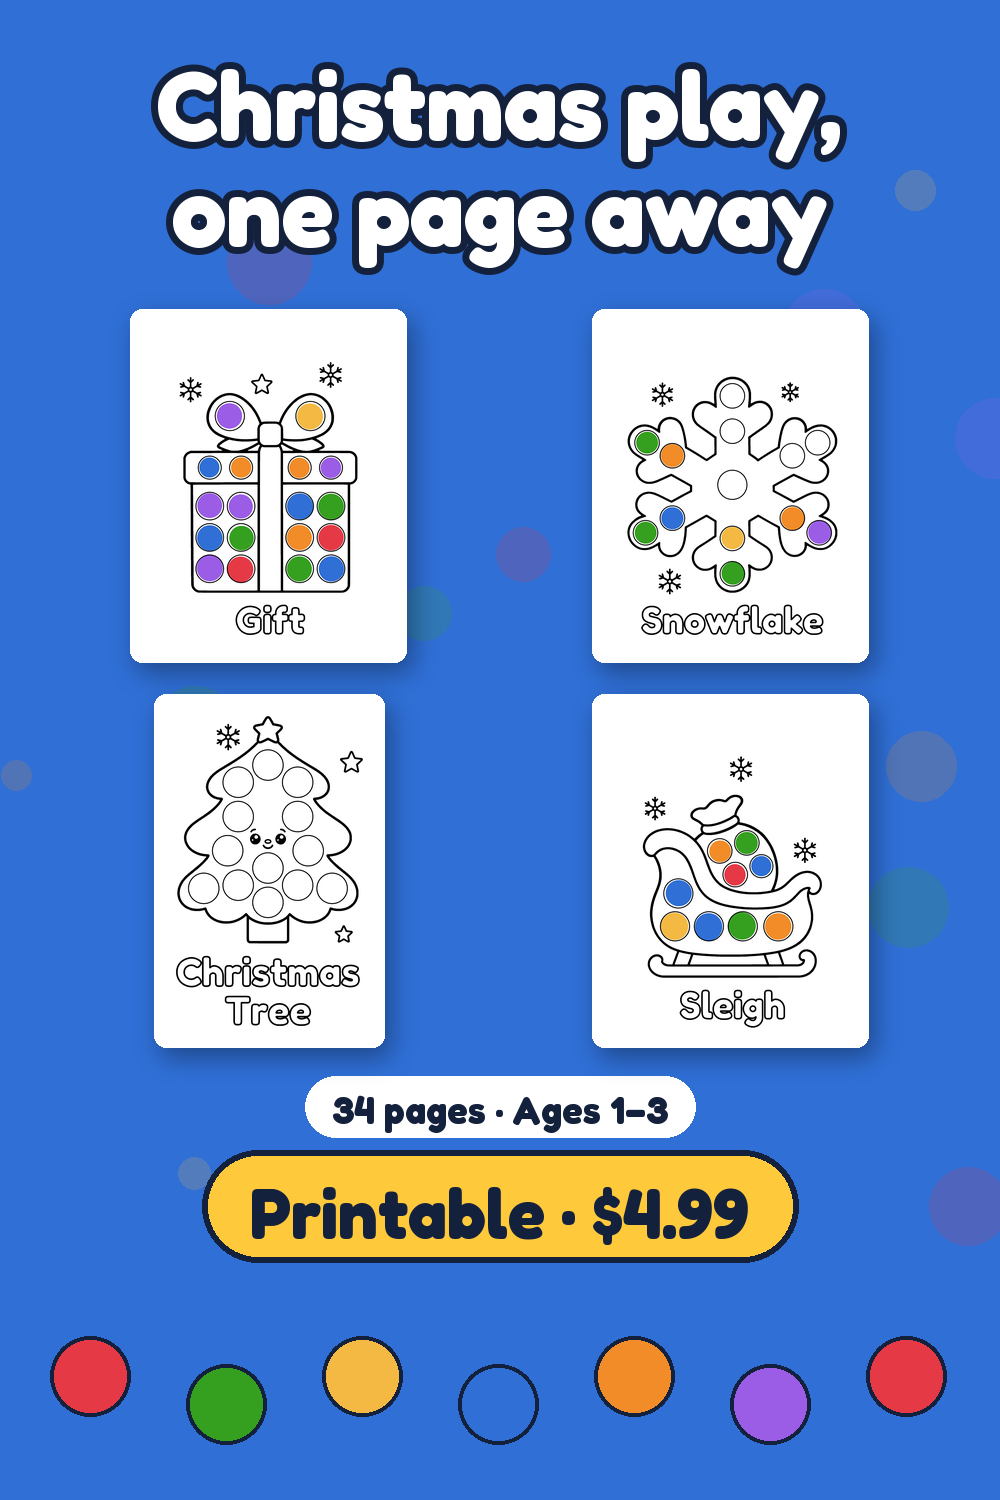 Christmas play,
one page away
Gift
Snowflake
Christmas
Tree
Sleigh
34 pages · Ages 1–3
Printable · $4.99